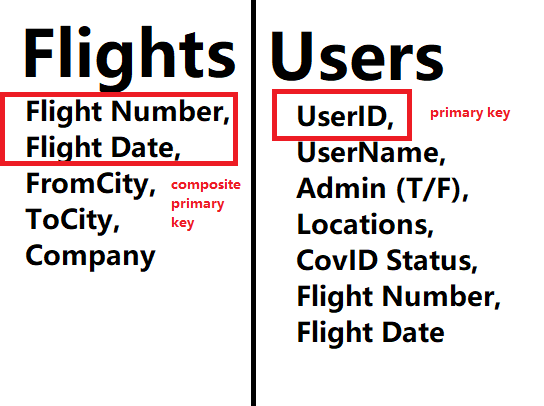 Flights
Flight Number,
Flight Date,
FromCity,
ToCity,
Company
composite
primary
key
Users
UserID,
primary key
UserName,
Admin (T/F),
Locations,
CovID Status,
Flight Number,
Flight Date